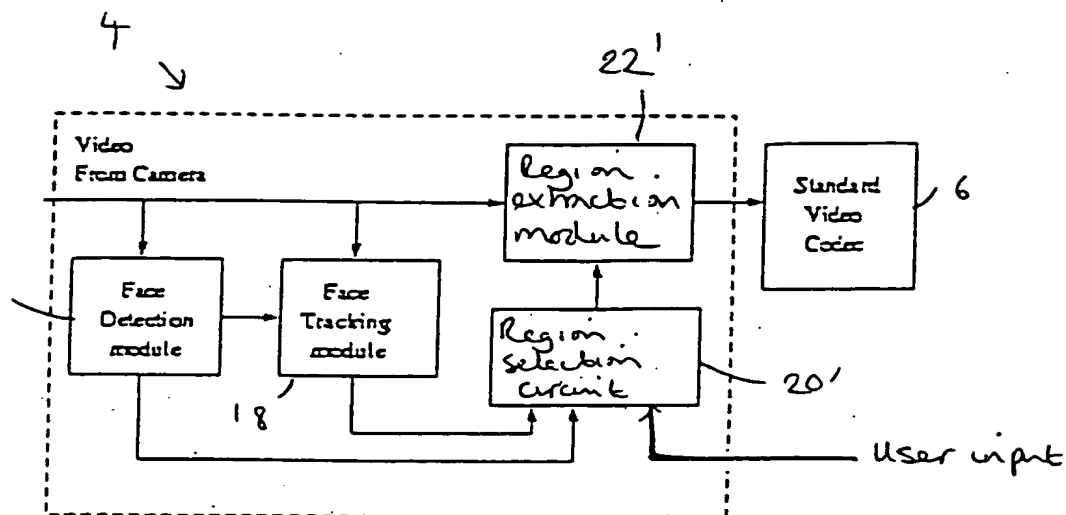 4
22'
Video
From Camera
Region
extraction
module
Standard
Video
Codec
6
Face
Detection
module
Face
Tracking
module
Region
selection
circuit
20'
18
User input